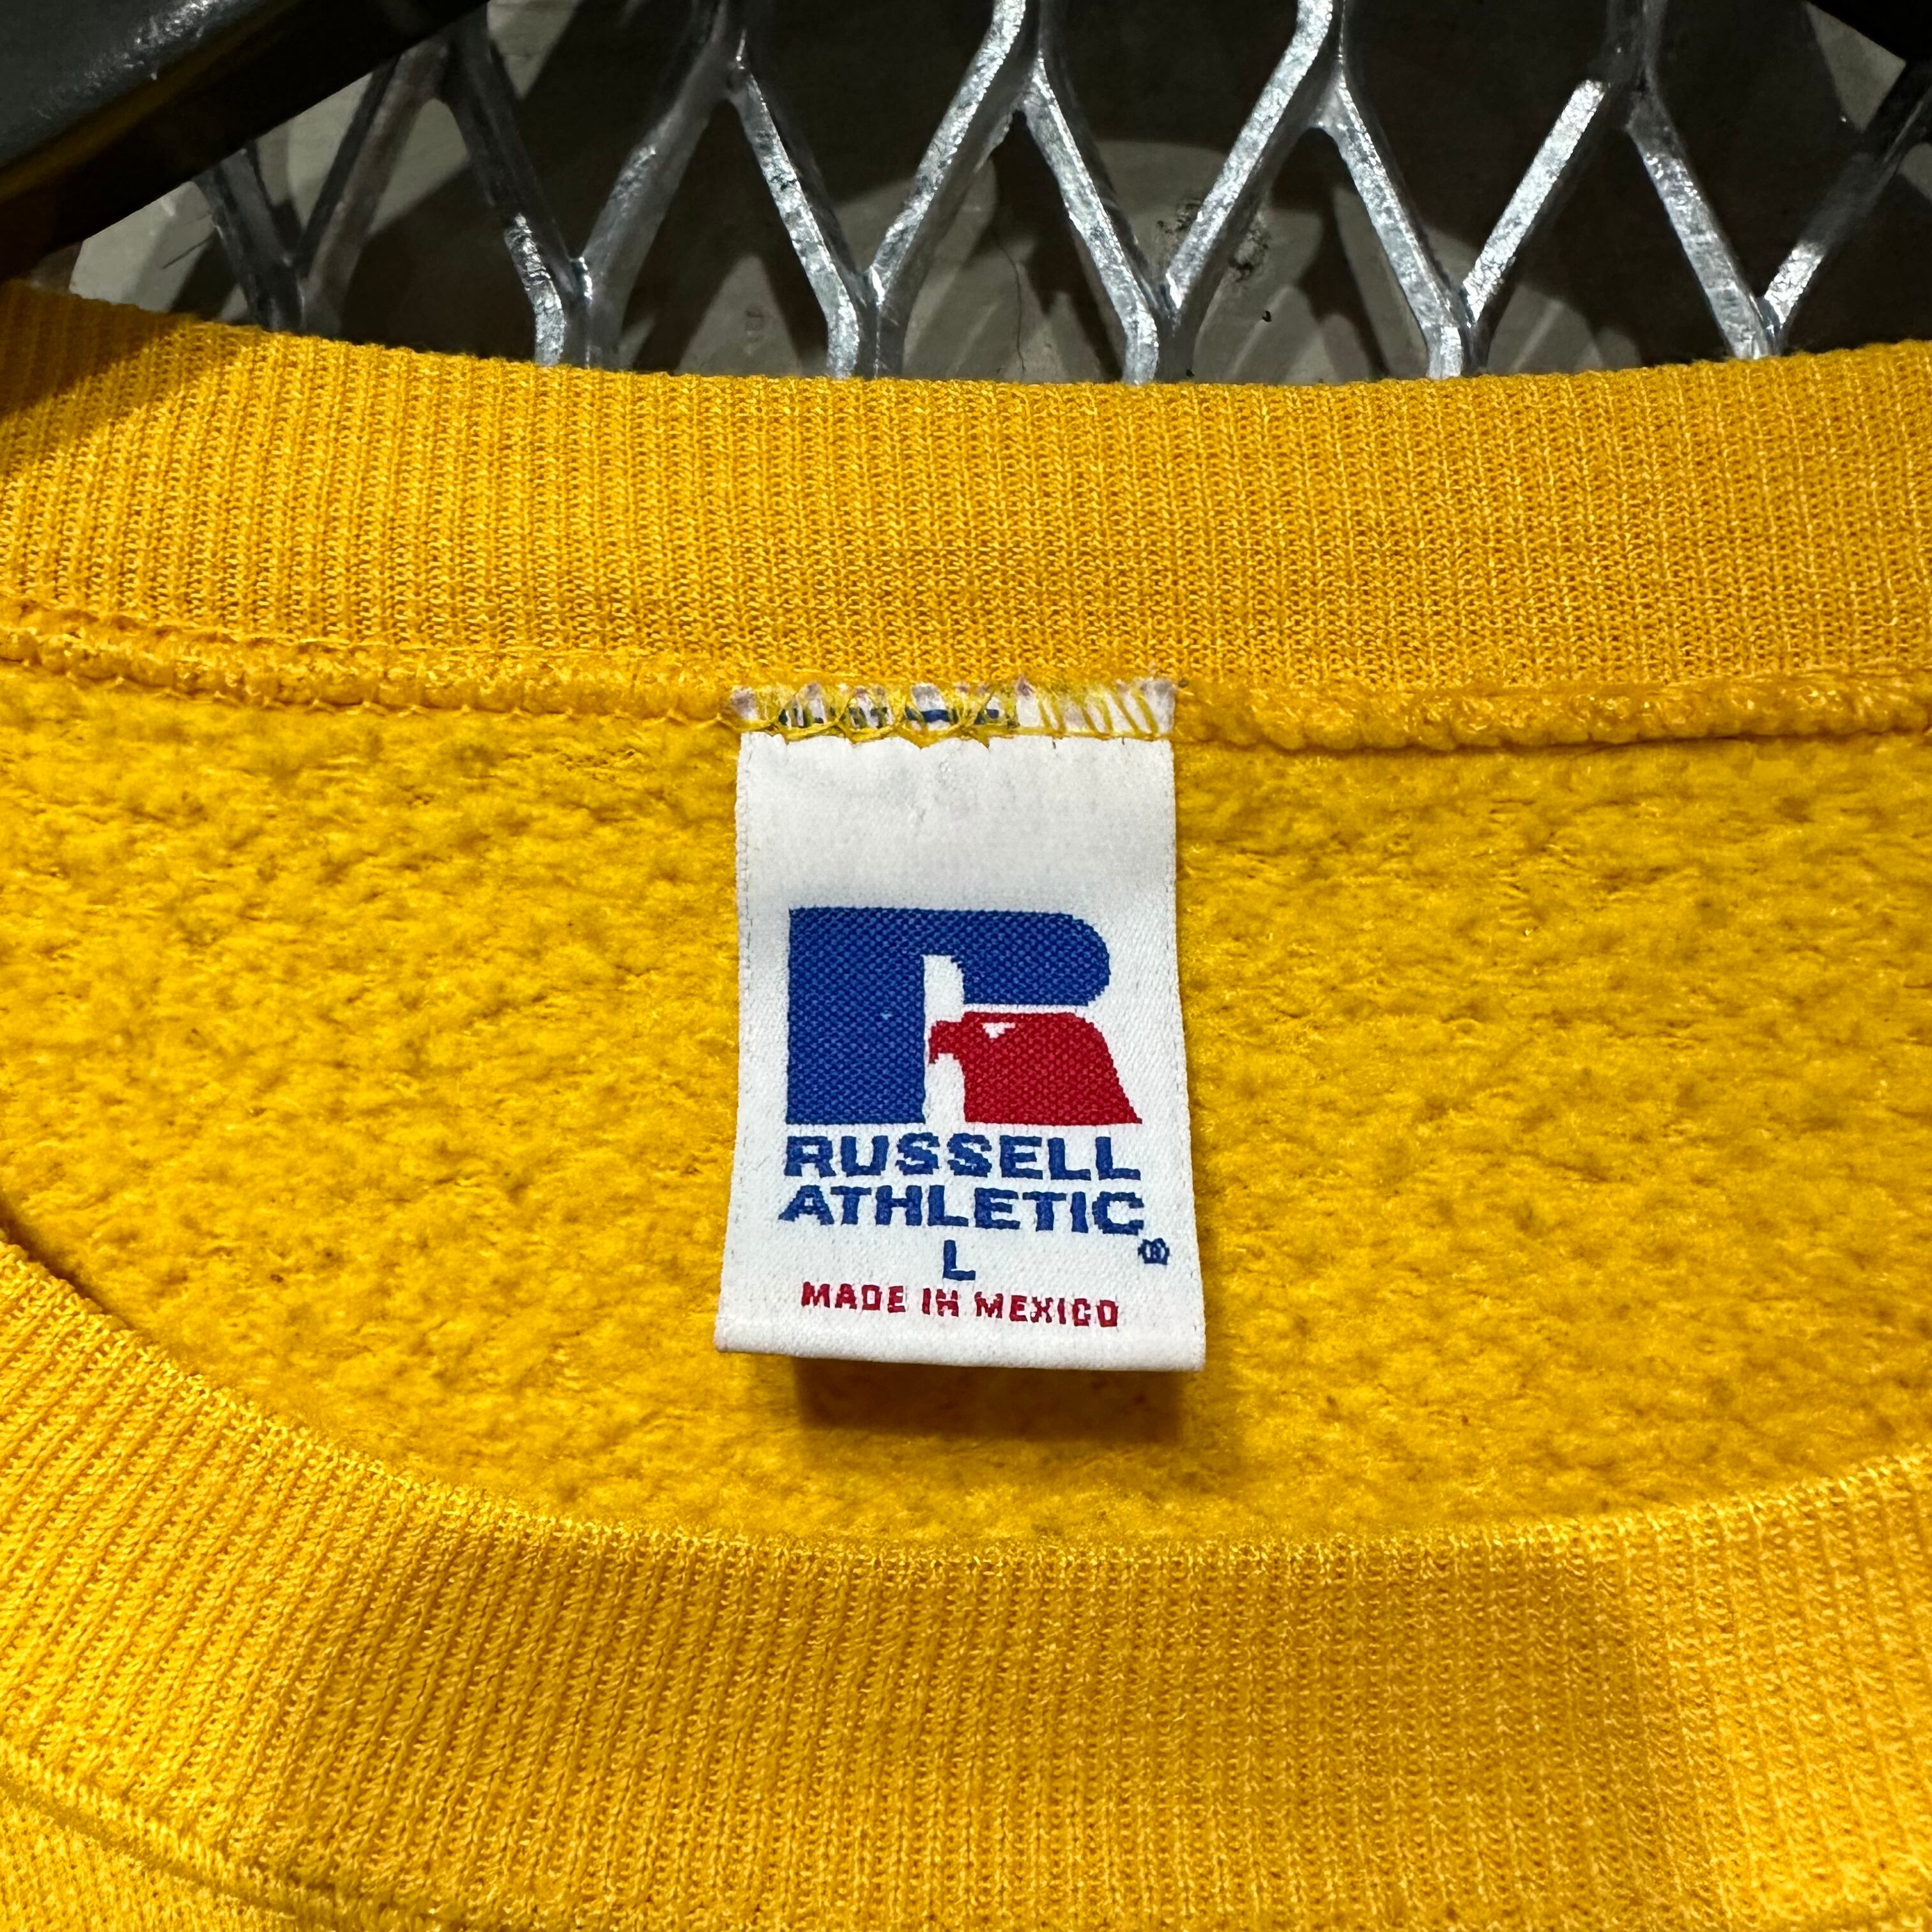 RUSSELL
ATHLETIC®
L
MADE IN MEXICO